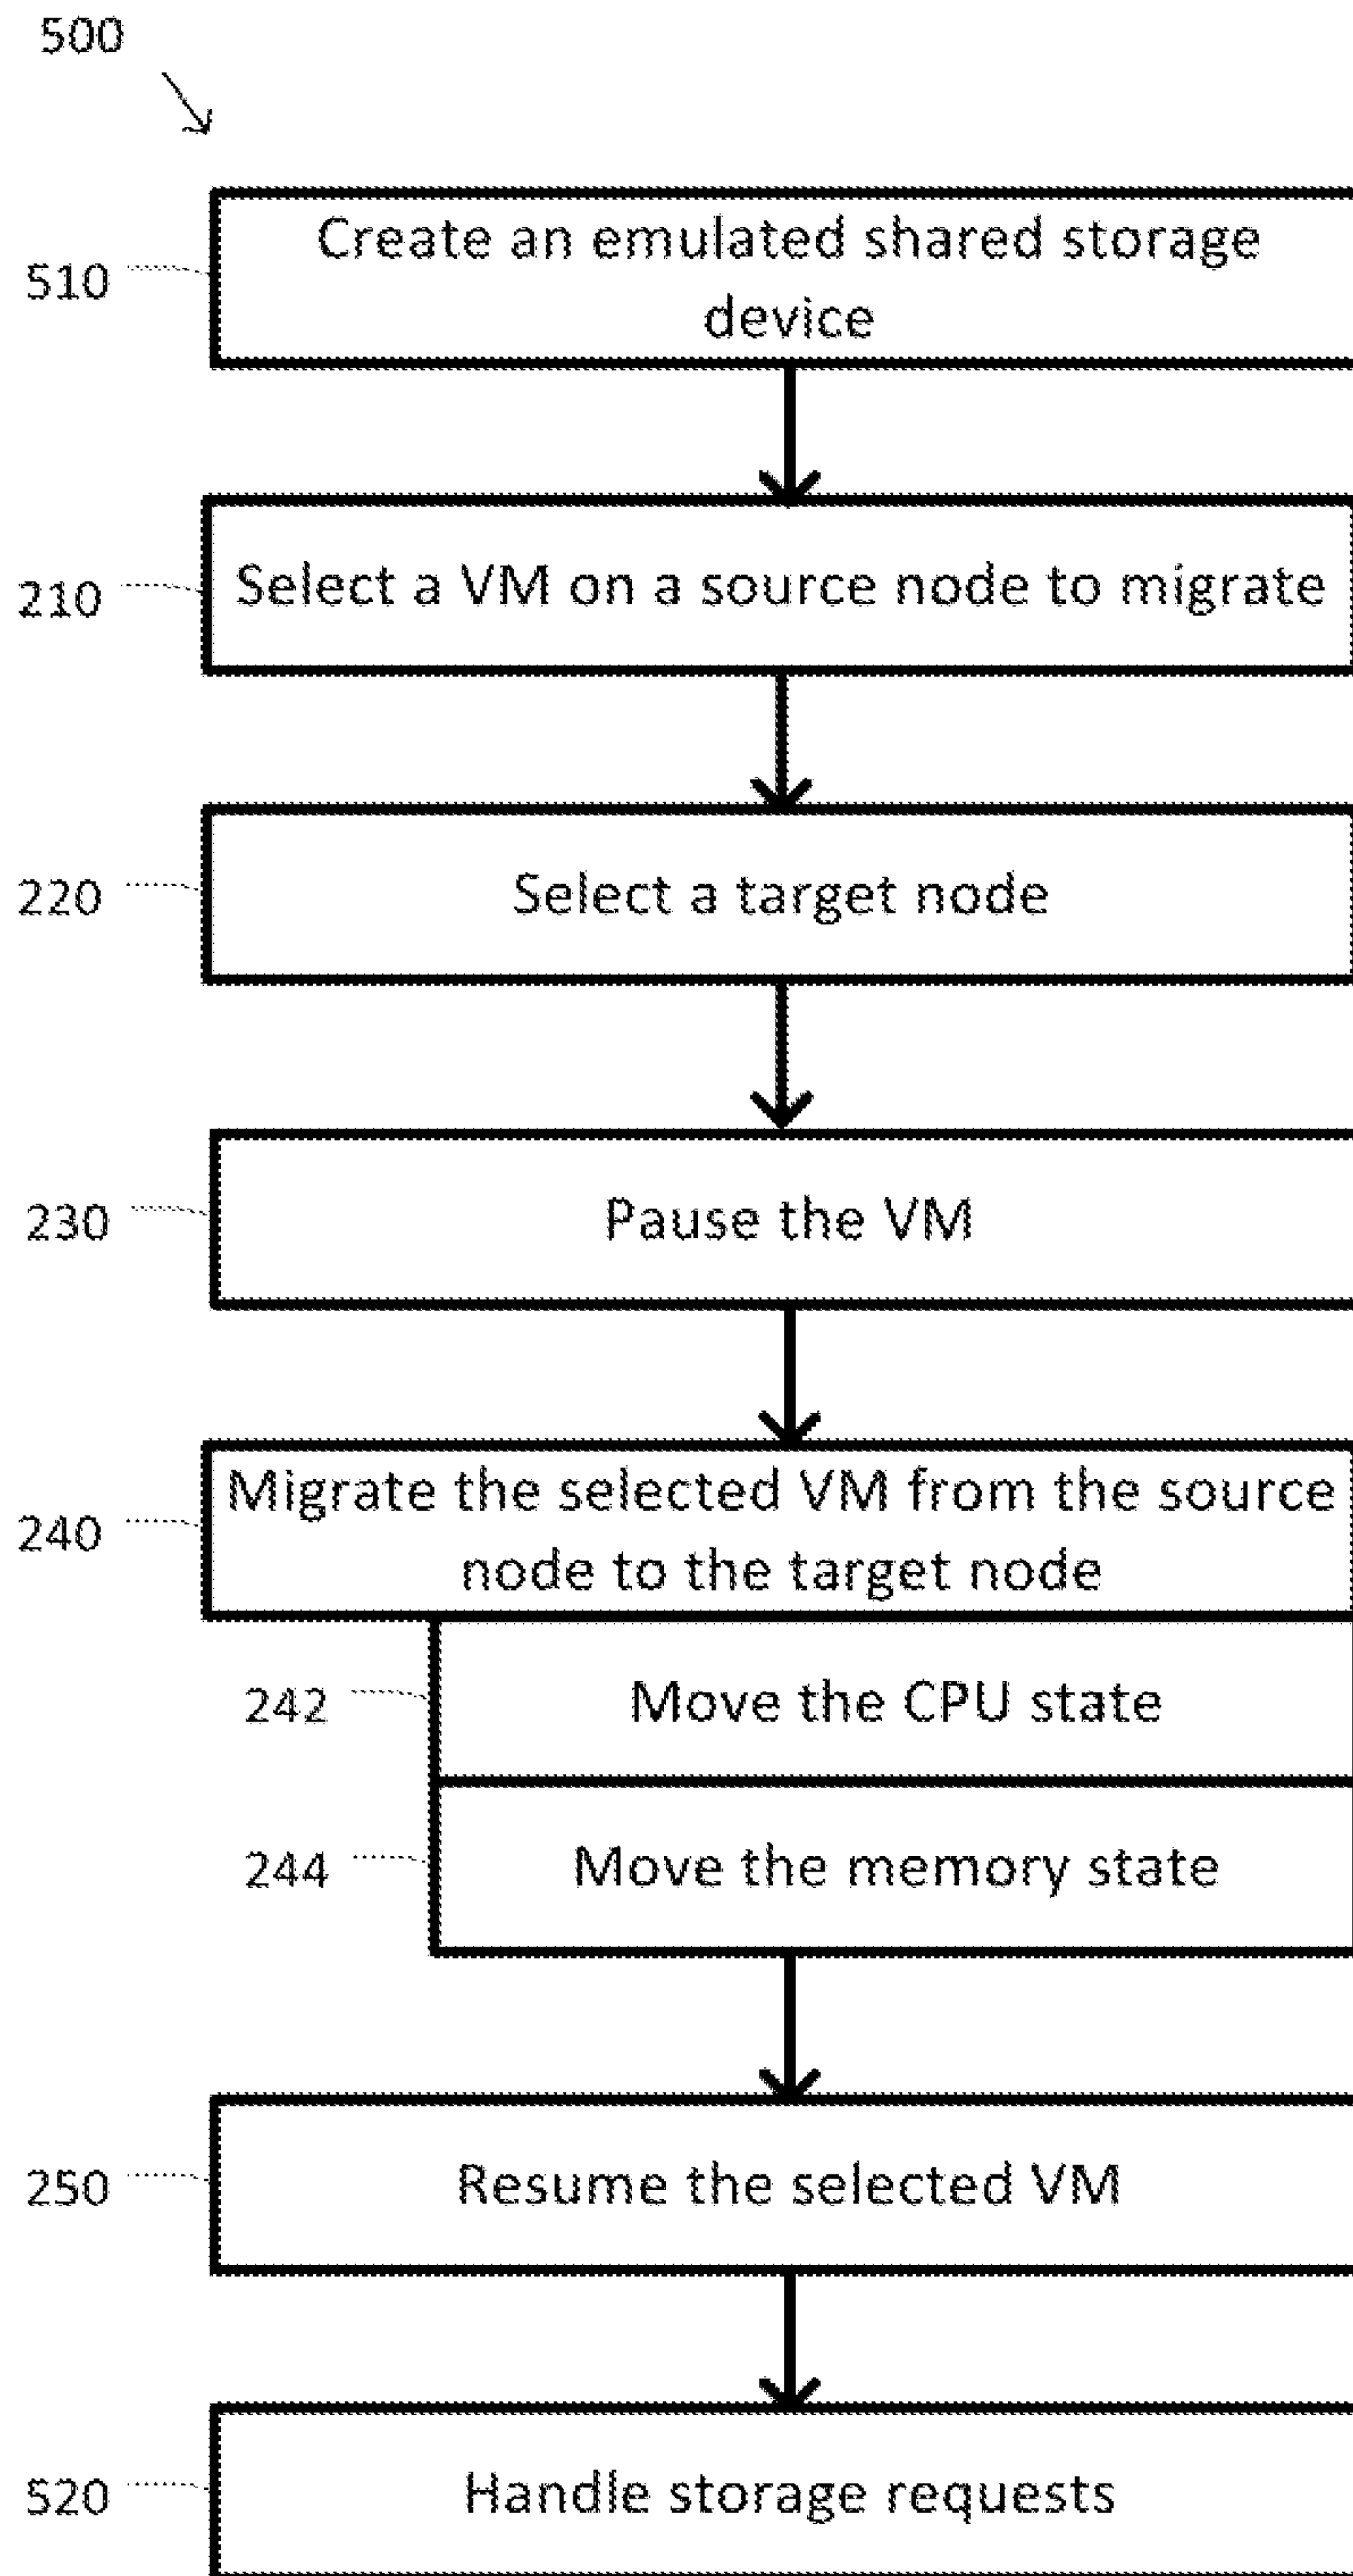 500
Create an emulated shared storage
device
510
Select a VM on a source node to migrate
210
Select a target node
220
Pause the VM
230
Migrate the selected VM from the source
node to the target node
240
Move the CPU state
242
Move the memory state
244
Resume the selected VM
250
Handle storage requests
520